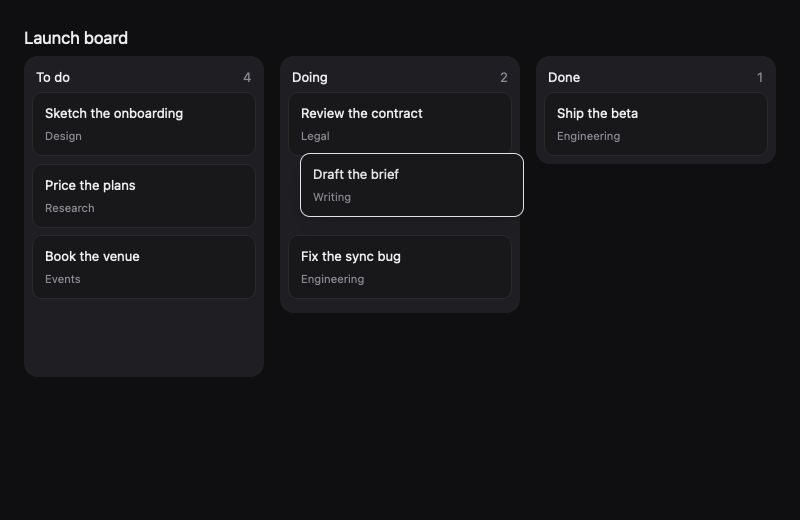 Launch board
To do
4
Sketch the onboarding
Design
Price the plans
Research
Book the venue
Events
Doing
2
Review the contract
Legal
Draft the brief
Writing
Fix the sync bug
Engineering
Done
1
Ship the beta
Engineering